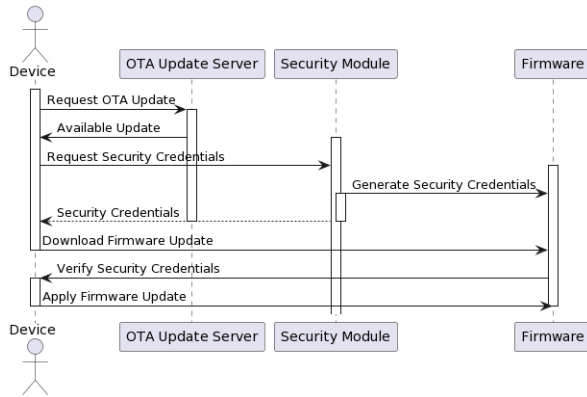 Device
OTA Update Server
Security Module
Firmware
Request OTA Update
Available Update
Request Security Credentials
Generate Security Credentials
Security Credentials
Download Firmware Update
Verify Security Credentials
Apply Firmware Update
Device
OTA Update Server
Security Module
Firmware